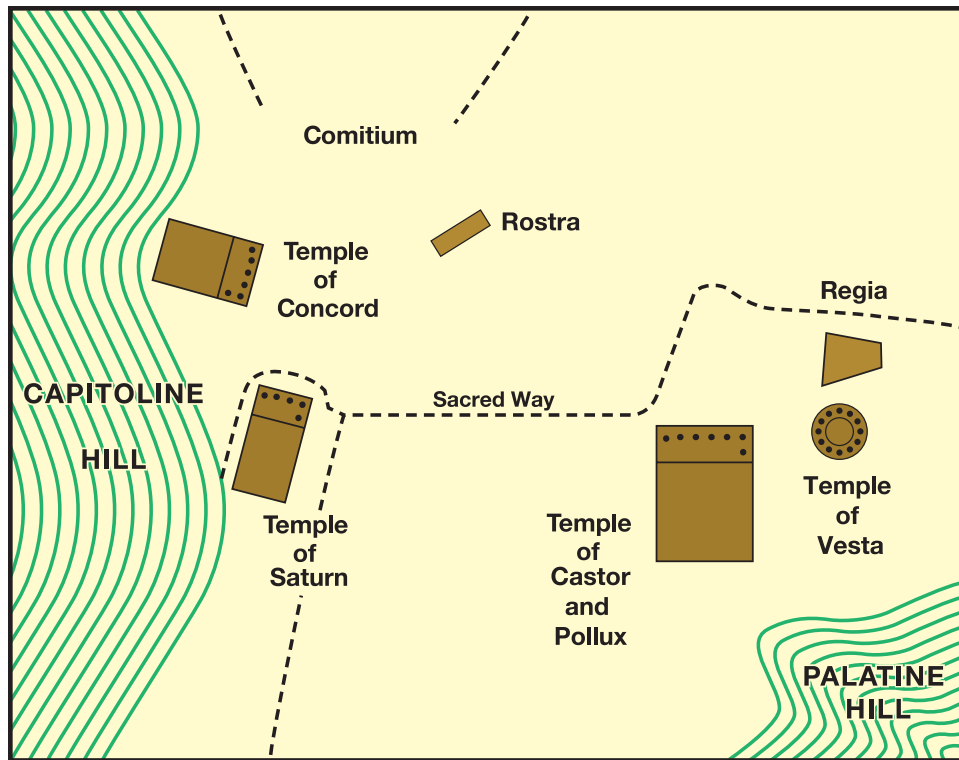 Comitium
Rostra
Temple
of
Concord
Regia
CAPITOLINE
HILL
Sacred Way
Temple
of
Saturn
Temple
of
Castor
and
Pollux
Temple
of
Vesta
PALATINE
HILL